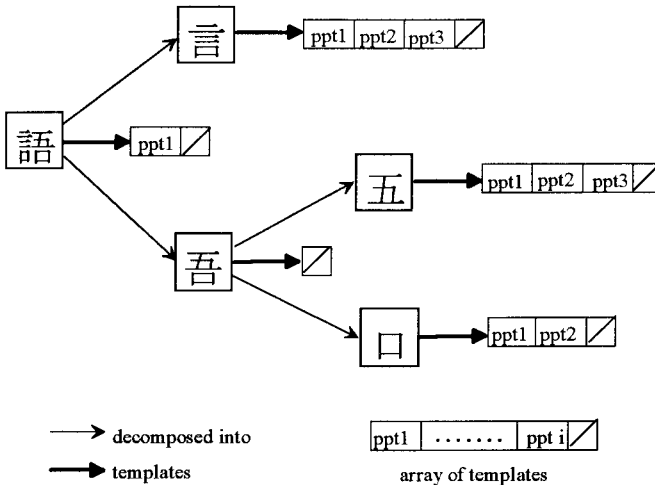 言
ppt1 ppt2 ppt3
語
ppt1
五
ppt1 ppt2 ppt3
吾
口
ppt1 ppt2
decomposed into
ppt1 ....... ppt i
templates
array of templates